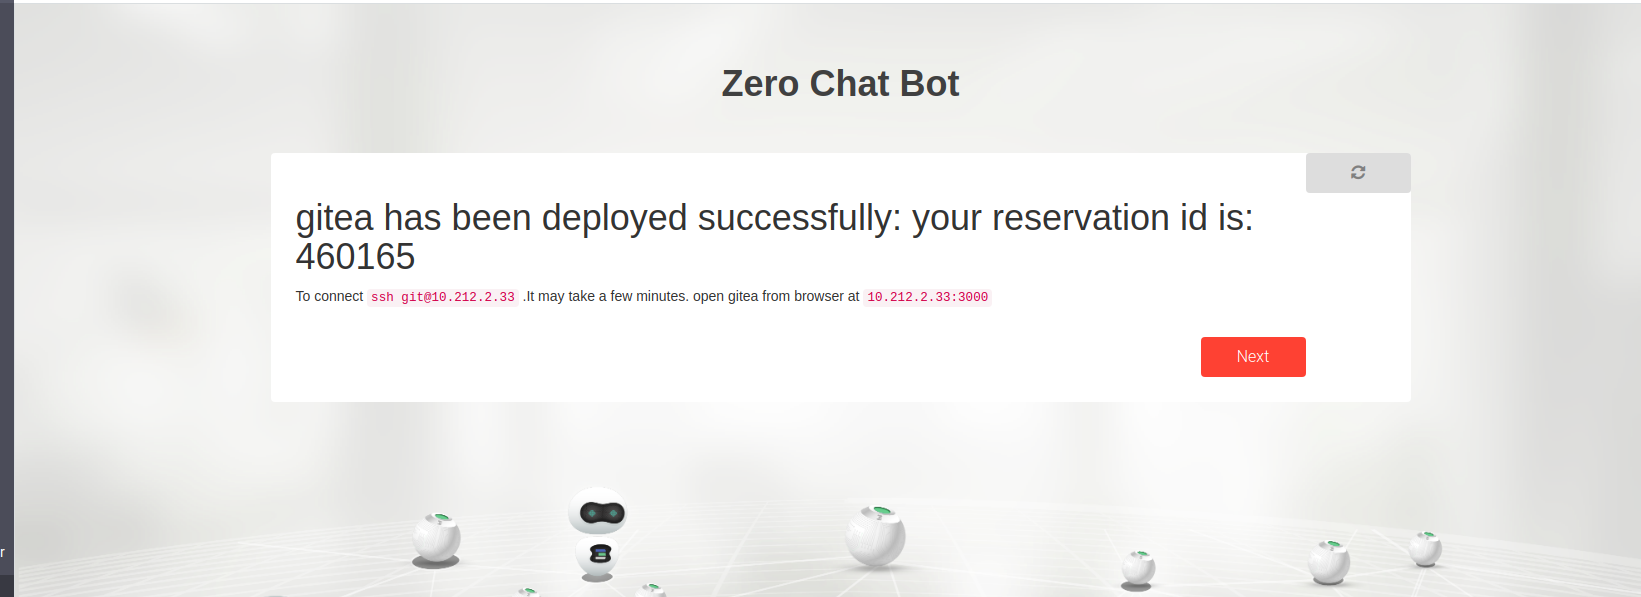 Zero Chat Bot
gitea has been deployed successfully: your reservation id is:
460165
To connect ssh git@10.212.2.33 .It may take a few minutes. open gitea from browser at 10.212.2.33:3000
Next
r